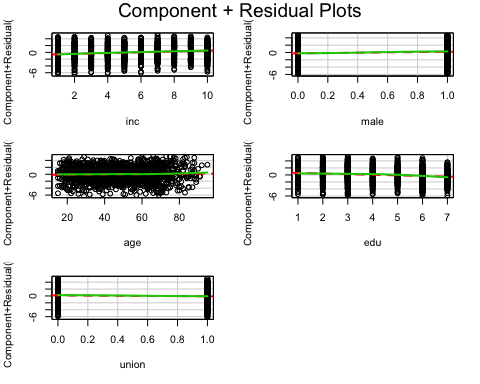 Component + Residual Plots
Component+Residual(
0
-6
2 4 6 8 10
inc
Component+Residual(
0
-6
0.0 0.2 0.4 0.6 0.8 1.0
male
Component+Residual(
0
-6
20 40 60 80
age
Component+Residual(
0
-6
1 2 3 4 5 6 7
edu
Component+Residual(
0
-6
0.0 0.2 0.4 0.6 0.8 1.0
union